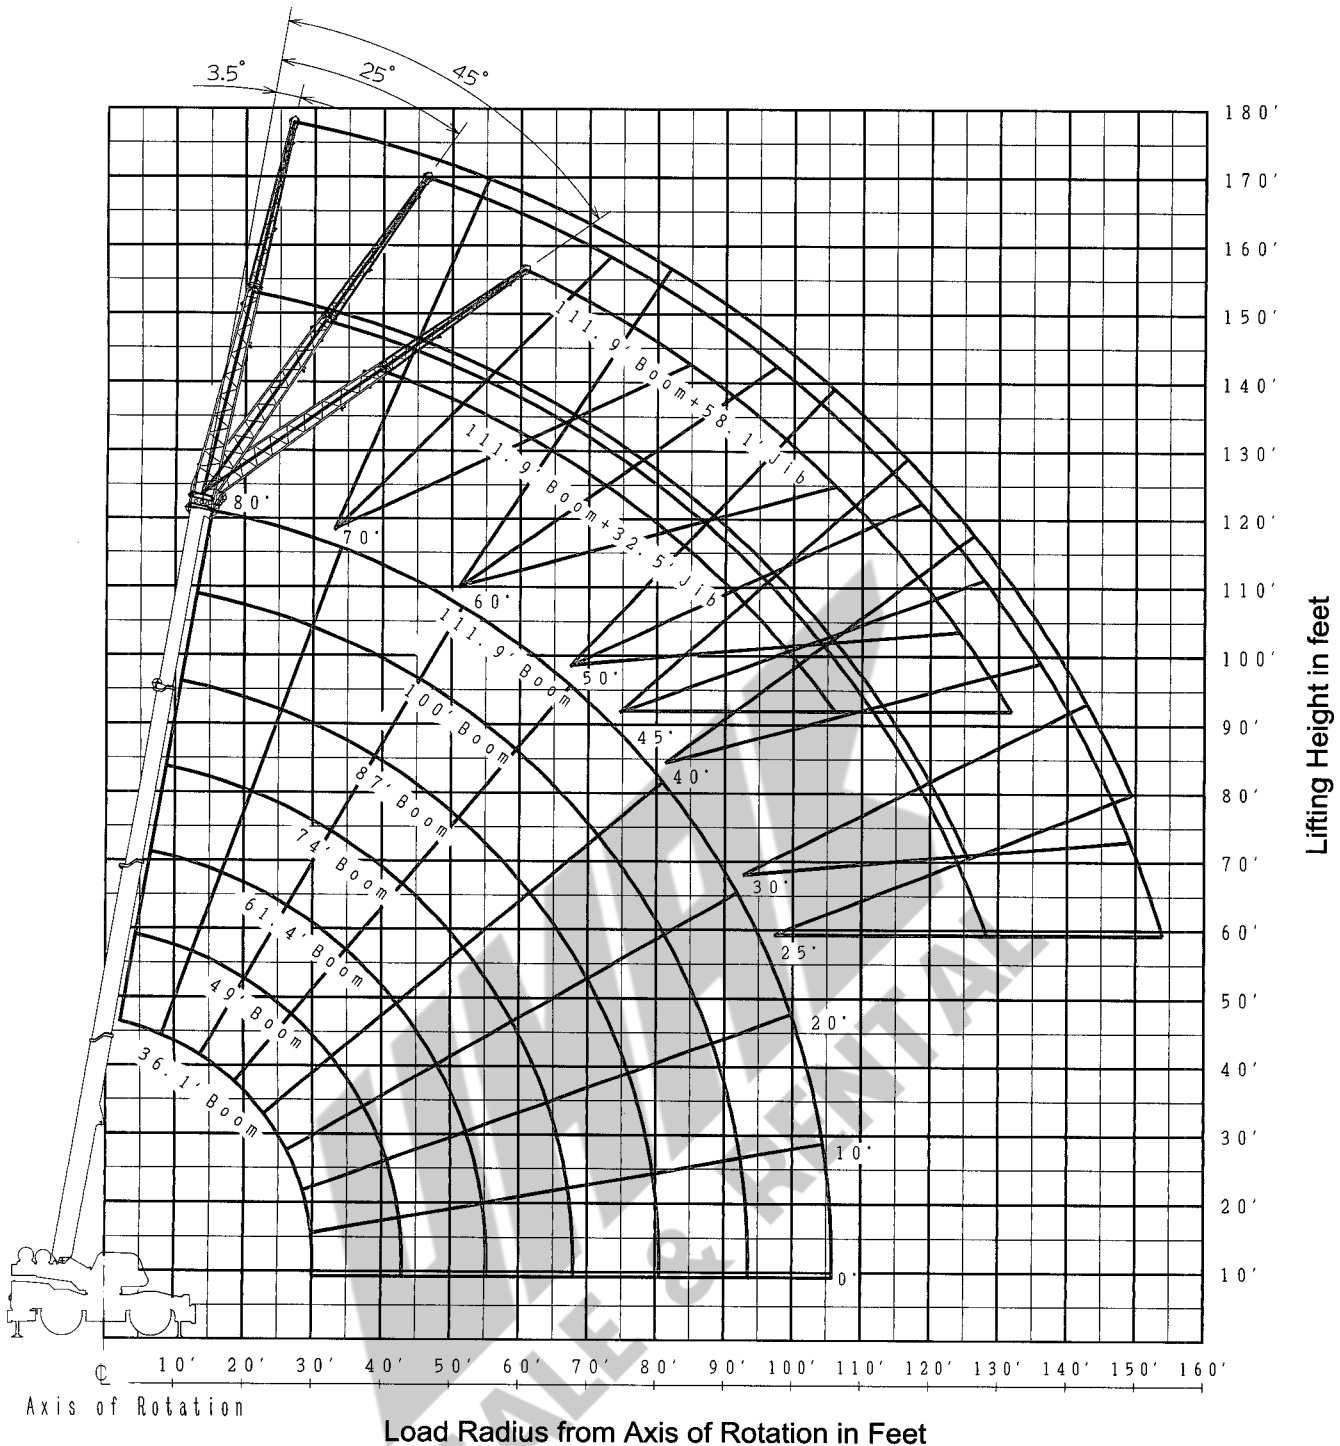 3.5°
25°
45°
180'
170'
160'
150'
140'
130'
120'
110'
100'
90'
80'
70'
60'
50'
40'
30'
20'
10'
Lifting Height in feet
111.9' Boom+58.1' Jib
111.9' Boom+32.5' Jib
111.9' Boom
100' Boom
87' Boom
74' Boom
61.4' Boom
49' Boom
36.1' Boom
80°
70°
60°
50°
45°
40°
30°
25°
20°
10°
0°
10' 20' 30' 40' 50' 60' 70' 80' 90' 100' 110' 120' 130' 140' 150' 160'
℄
Axis of Rotation
Load Radius from Axis of Rotation in Feet
ALE & RENTAL